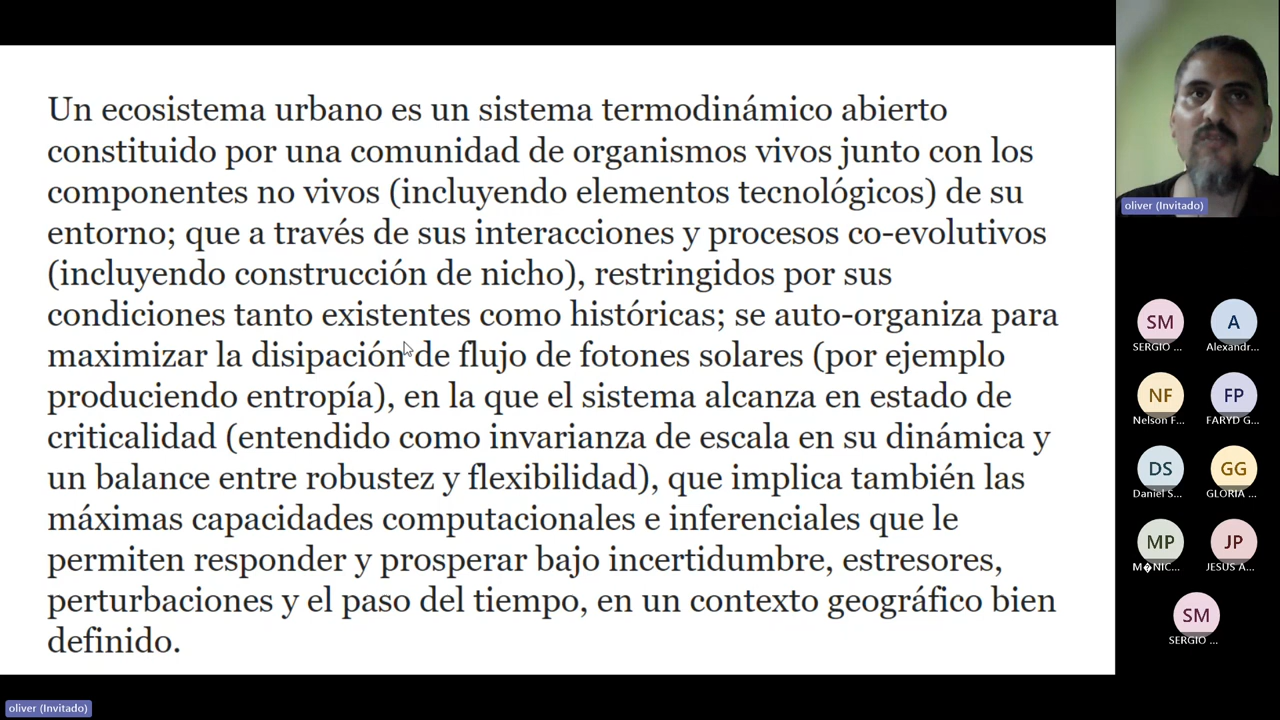 Un ecosistema urbano es un sistema termodinámico abierto
constituido por una comunidad de organismos vivos junto con los
componentes no vivos (incluyendo elementos tecnológicos) de su
entorno; que a través de sus interacciones y procesos co-evolutivos
(incluyendo construcción de nicho), restringidos por sus
condiciones tanto existentes como históricas; se auto-organiza para
maximizar la disipación de flujo de fotones solares (por ejemplo
produciendo entropía), en la que el sistema alcanza en estado de
criticalidad (entendido como invarianza de escala en su dinámica y
un balance entre robustez y flexibilidad), que implica también las
máximas capacidades computacionales e inferenciales que le
permiten responder y prosperar bajo incertidumbre, estresores,
perturbaciones y el paso del tiempo, en un contexto geográfico bien
definido.
oliver (Invitado)
SM
SERGIO ...
A
Alexandr...
NF
Nelson F...
FP
FARYD G...
DS
Daniel S...
GG
GLORIA ...
MP
M�NIC...
JP
JESUS A...
SM
SERGIO ...
oliver (Invitado)